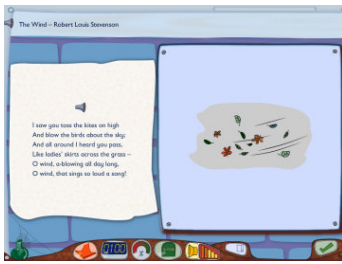 The Wind – Robert Louis Stevenson
I saw you toss the kites on high
And blow the birds about the sky;
And all around I heard you pass,
Like ladies' skirts across the grass –
O wind, a-blowing all day long,
O wind, that sings so loud a song!